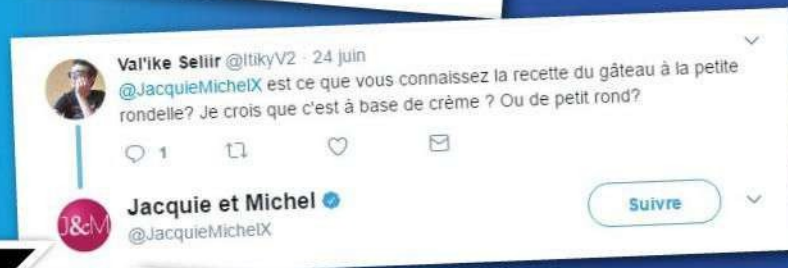 Val'ike Seliir @ItikyV2 · 24 juin
@JacquieMichelX est ce que vous connaissez la recette du gâteau à la petite
rondelle? Je crois que c'est à base de crème ? Ou de petit rond?
1
Jacquie et Michel
@JacquieMichelX
J&M
Suivre